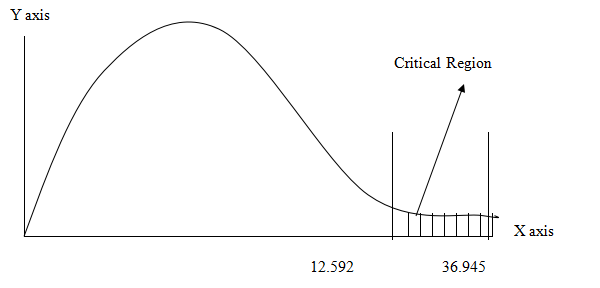 Y axis
Critical Region
X axis
12.592 36.945